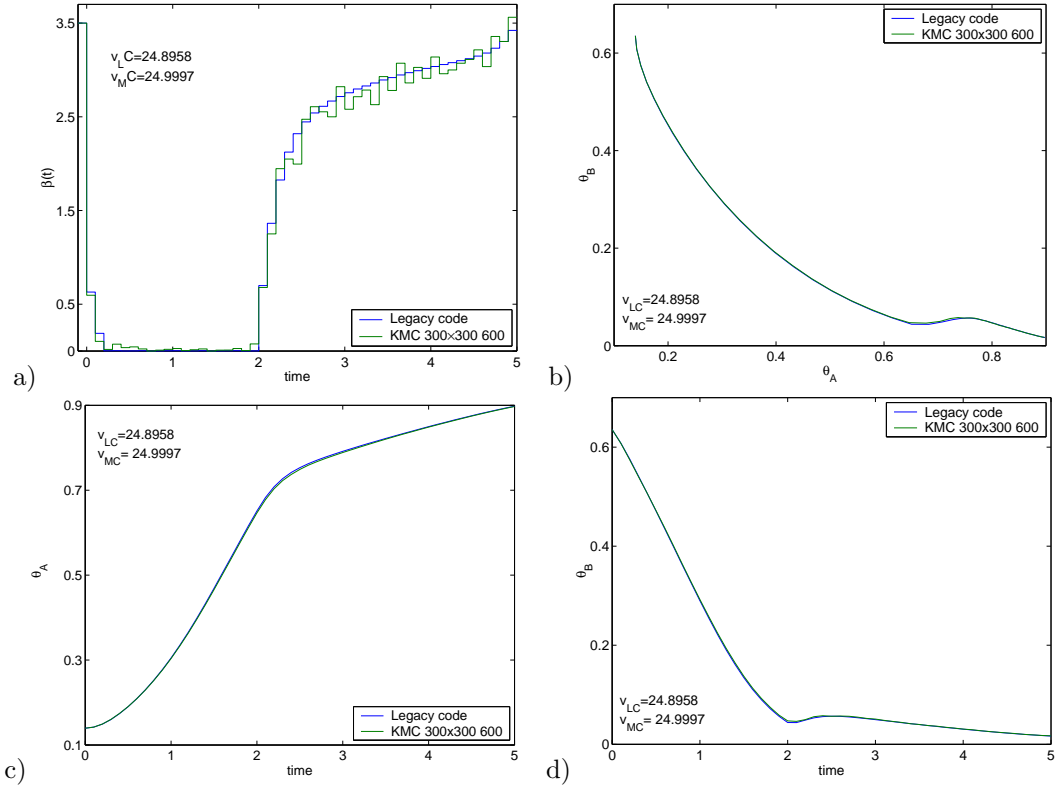 3.5
2.5
1.5
0.5
0
0
1
2
3
4
5
β(t)
time
v_LC=24.8958
v_MC=24.9997
Legacy code
KMC 300×300 600
a)
0.6
0.4
0.2
0
0.2
0.4
0.6
0.8
θ_B
θ_A
v_LC=24.8958
v_MC= 24.9997
Legacy code
KMC 300x300 600
b)
0.9
0.7
0.5
0.3
0.1
0
1
2
3
4
5
θ_A
time
v_LC=24.8958
v_MC= 24.9997
Legacy code
KMC 300x300 600
c)
0.6
0.4
0.2
0
0
1
2
3
4
5
θ_B
time
v_LC=24.8958
v_MC= 24.9997
Legacy code
KMC 300x300 600
d)